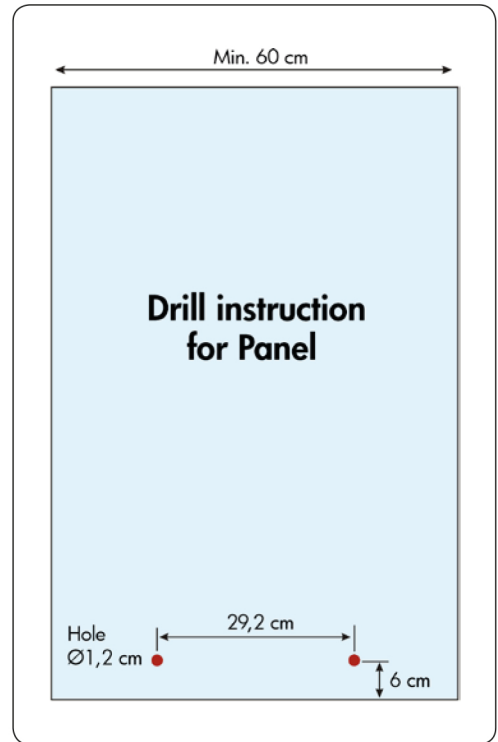 Min. 60 cm
Drill instruction
for Panel
29,2 cm
Hole
Ø1,2 cm
6 cm